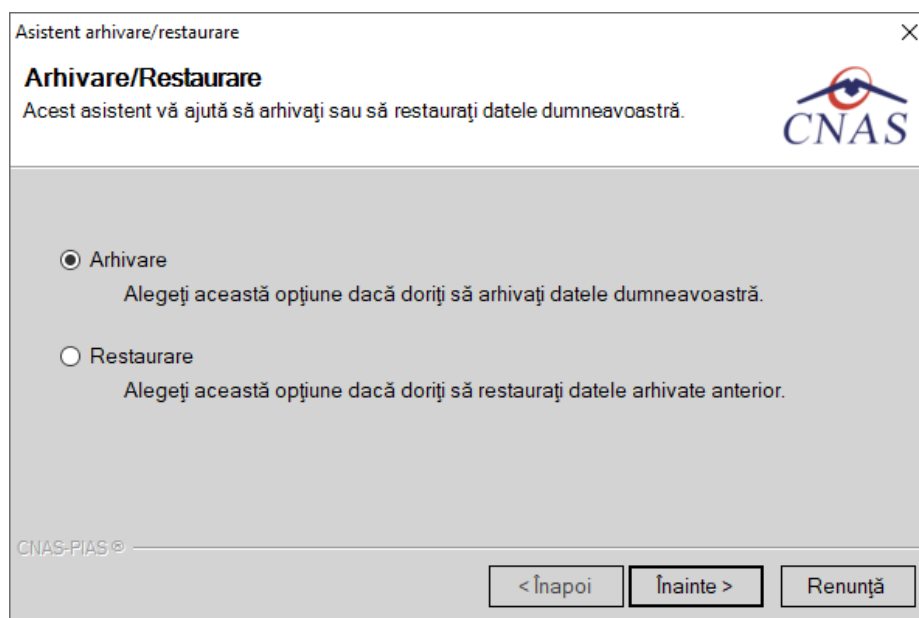 Asistent arhivare/restaurare
Arhivare/Restaurare
Acest asistent vă ajută să arhivaţi sau să restauraţi datele dumneavoastră.
CNAS
Arhivare
Alegeţi această opţiune dacă doriţi să arhivaţi datele dumneavoastră.
Restaurare
Alegeţi această opţiune dacă doriţi să restauraţi datele arhivate anterior.
CNAS-PIAS ®
< Înapoi
Înainte >
Renunţă